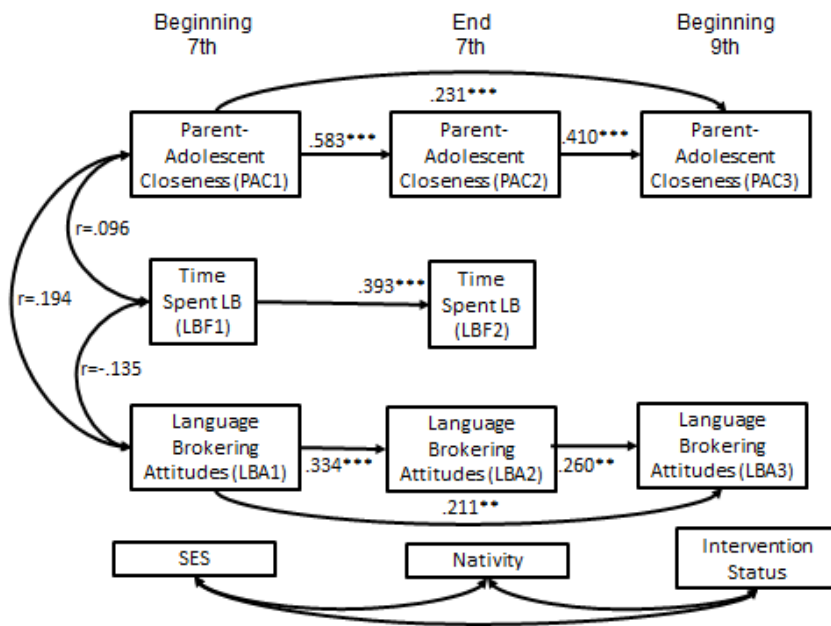 Beginning
7th
End
7th
Beginning
9th
.231***
Parent-
Adolescent
Closeness (PAC1)
.583***
Parent-
Adolescent
Closeness (PAC2)
.410***
Parent-
Adolescent
Closeness (PAC3)
r=.096
r=.194
Time
Spent LB
(LBF1)
.393***
Time
Spent LB
(LBF2)
r=-.135
Language
Brokering
Attitudes (LBA1)
.334***
Language
Brokering
Attitudes (LBA2)
.260**
Language
Brokering
Attitudes (LBA3)
.211**
SES
Nativity
Intervention
Status